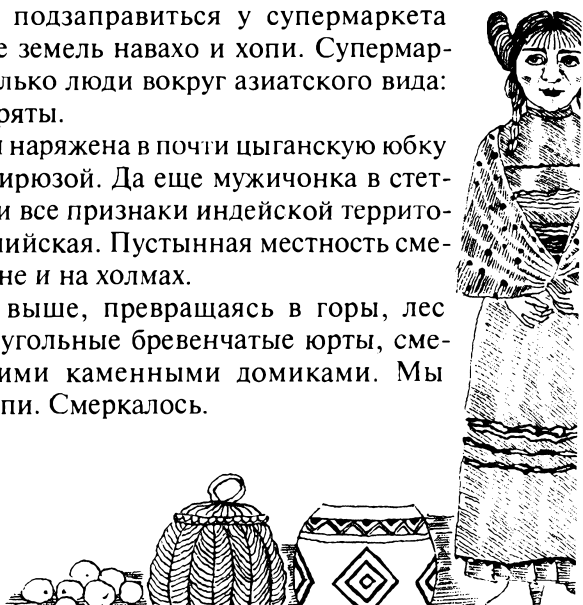 подзаправиться у супермаркета
е земель навахо и хопи. Супермар-
лько люди вокруг азиатского вида:
ряты.
наряжена в почти цыганскую юбку
ирюзой. Да еще мужичонка в стет-
и все признаки индейской террито-
лийская. Пустынная местность сме-
не и на холмах.
выше, превращаясь в горы, лес
угольные бревенчатые юрты, сме-
ими каменными домиками. Мы
пи. Смеркалось.